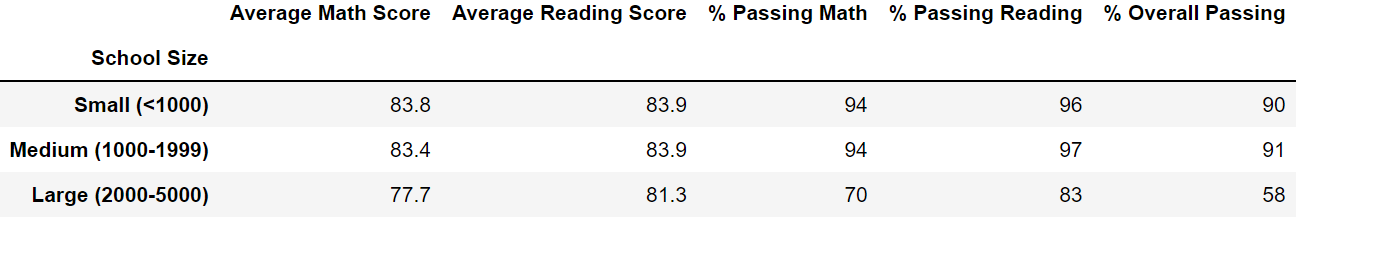 Average Math Score Average Reading Score % Passing Math % Passing Reading % Overall Passing
School Size
Small (<1000) 83.8 83.9 94 96 90
Medium (1000-1999) 83.4 83.9 94 97 91
Large (2000-5000) 77.7 81.3 70 83 58